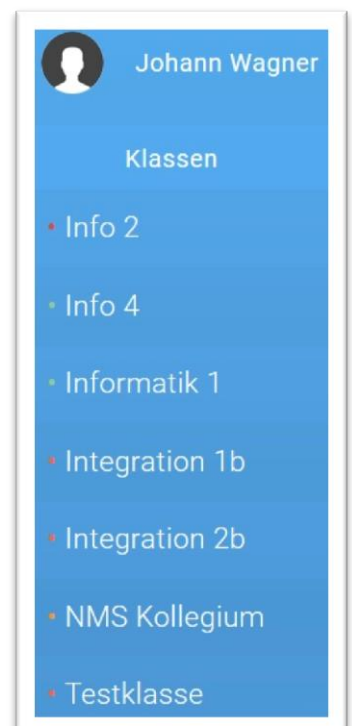 Johann Wagner
Klassen
Info 2
Info 4
Informatik 1
Integration 1b
Integration 2b
NMS Kollegium
Testklasse